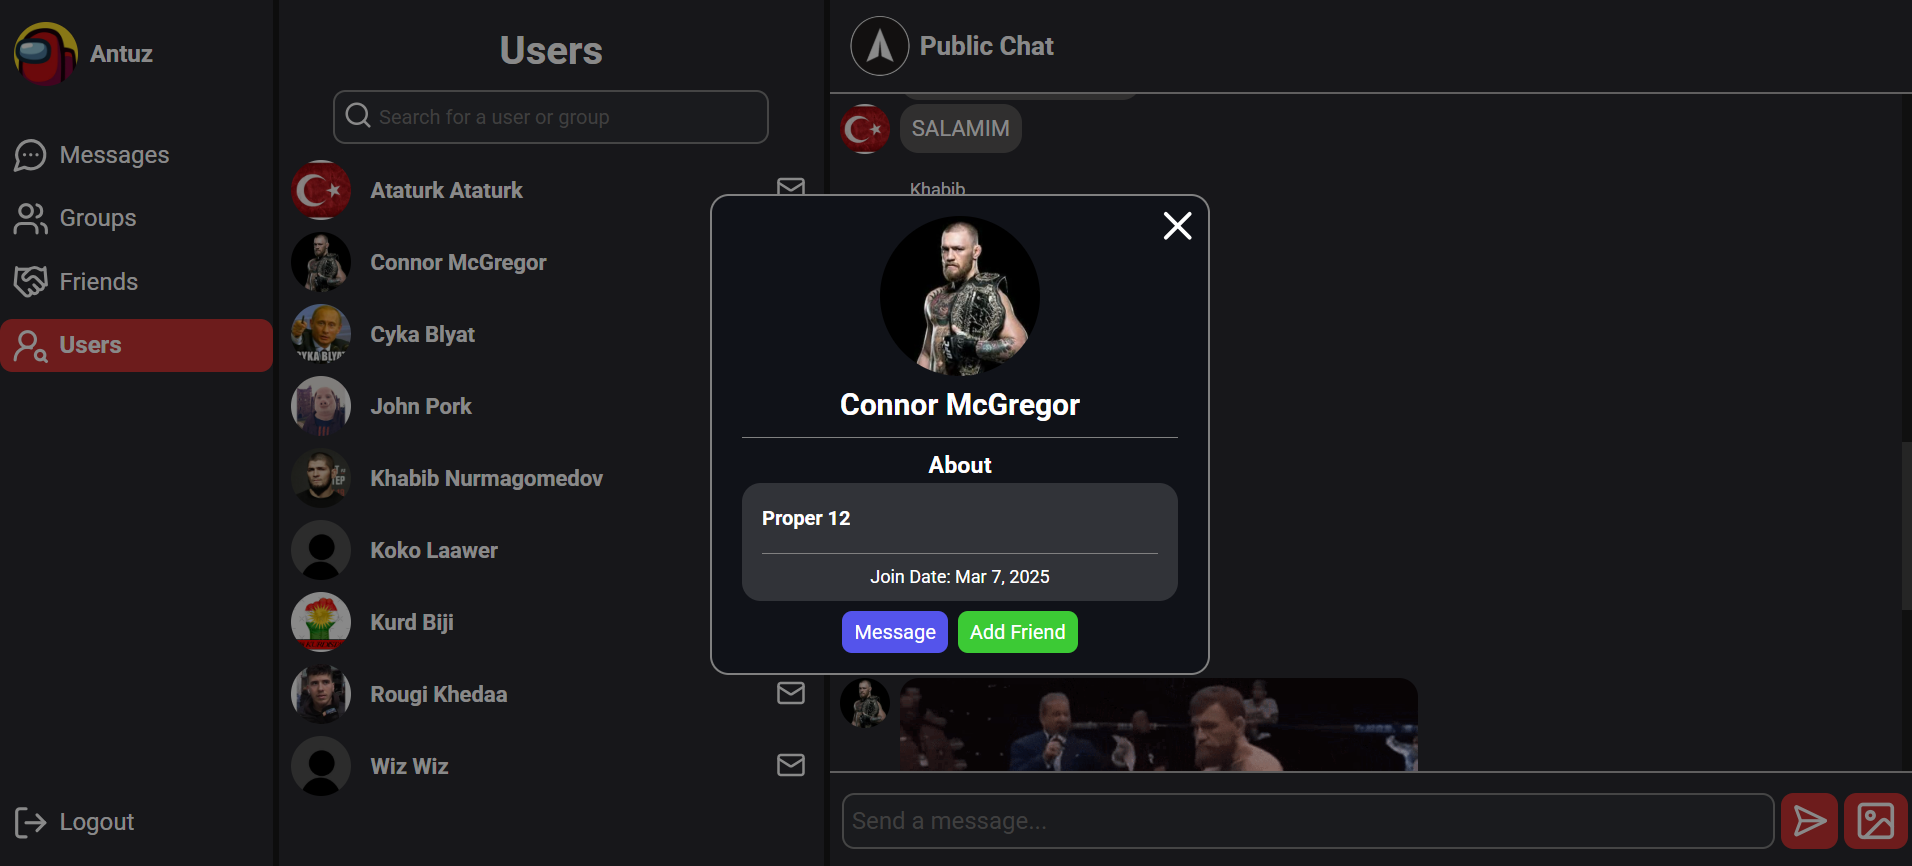 Antuz
Messages
Groups
Friends
Users
Logout
Users
Search for a user or group
Ataturk Ataturk
Connor McGregor
Cyka Blyat
CYKA BLYAT
John Pork
Khabib Nurmagomedov
Koko Laawer
Kurd Biji
Rougi Khedaa
Wiz Wiz
Public Chat
SALAMIM
Khabib
Send a message...
Connor McGregor
About
Proper 12
Join Date: Mar 7, 2025
Message
Add Friend